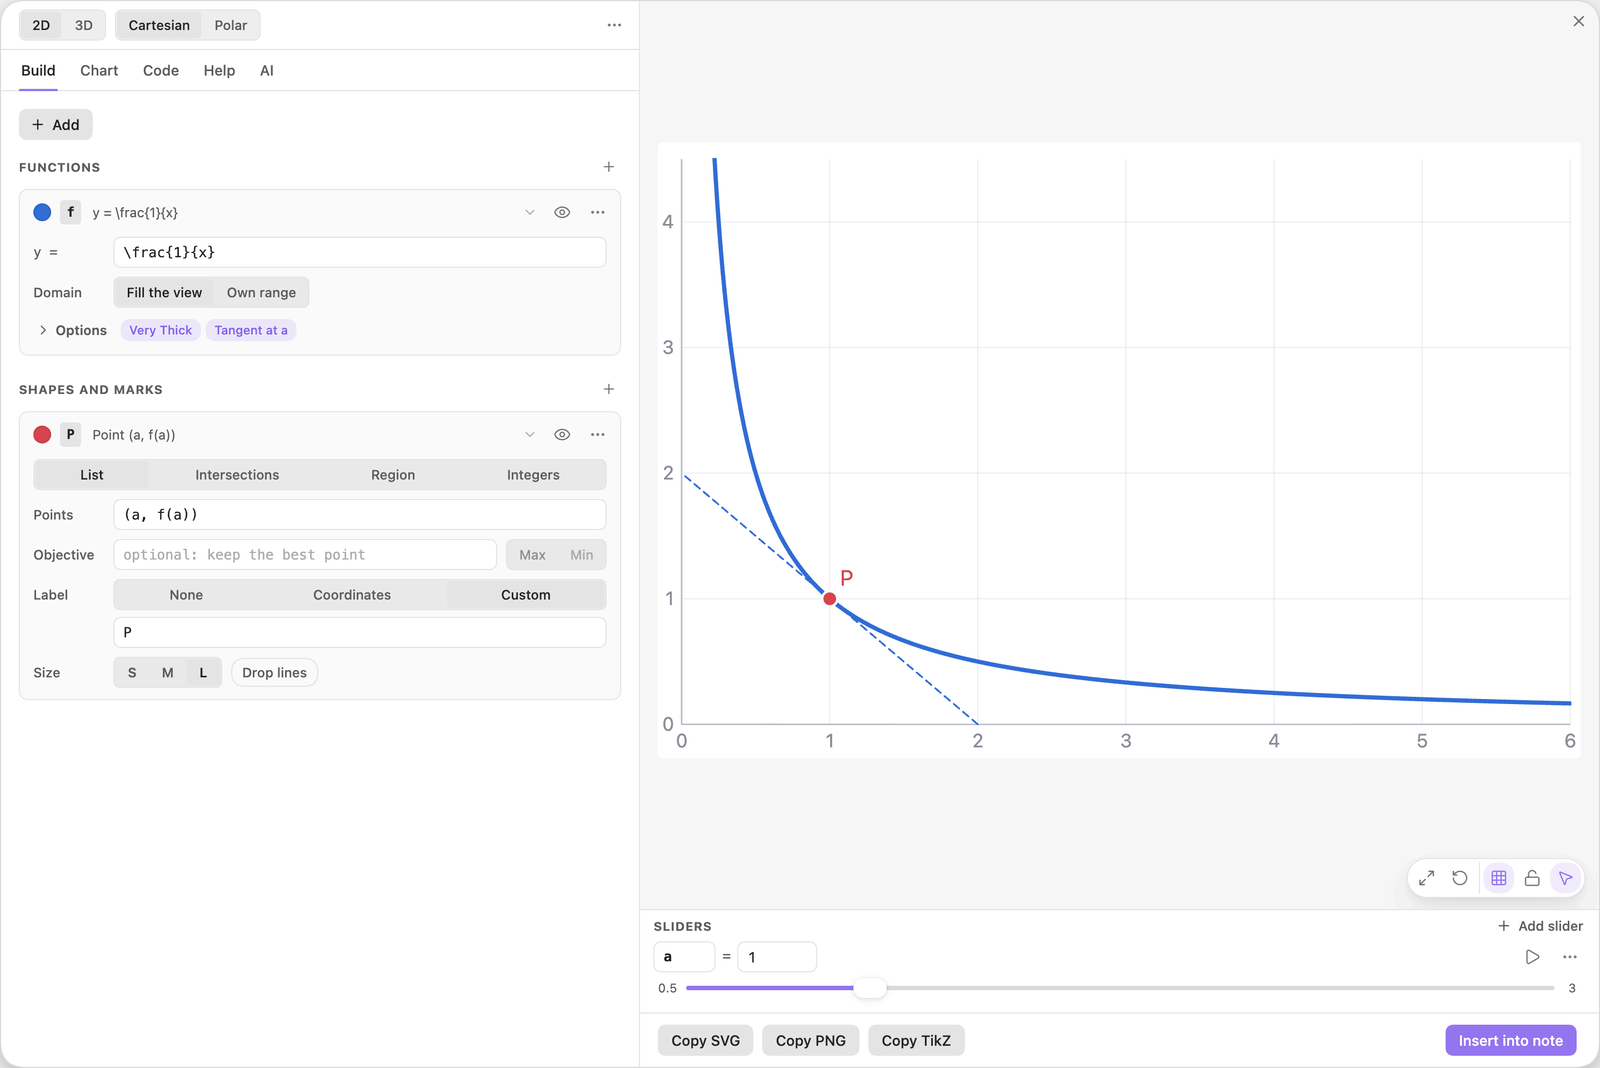 2D 3D Cartesian Polar
Build Chart Code Help AI
+ Add
FUNCTIONS
f y = \frac{1}{x}
y = \frac{1}{x}
Domain Fill the view Own range
Options Very Thick Tangent at a
SHAPES AND MARKS
P Point (a, f(a))
List Intersections Region Integers
Points (a, f(a))
Objective optional: keep the best point Max Min
Label None Coordinates Custom
P
Size S M L Drop lines
4
3
2
1
0
P
0 1 2 3 4 5 6
SLIDERS + Add slider
a = 1
0.5 3
Copy SVG Copy PNG Copy TikZ Insert into note